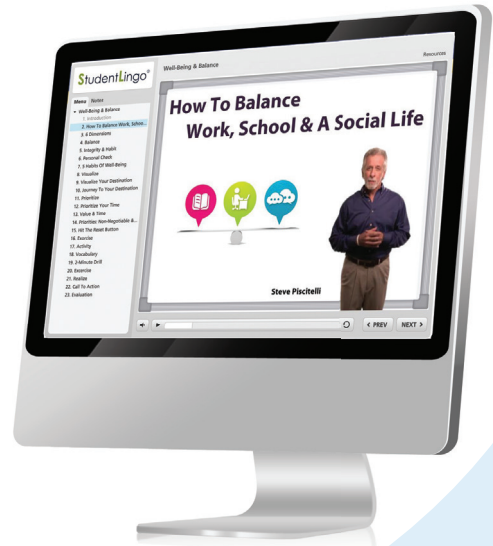 StudentLingo®
Well-Being & Balance
Resources
Menu Notes
Well-Being & Balance
1. Introduction
2. How To Balance Work, Schoo...
3. 6 Dimensions
4. Balance
5. Integrity & Habit
6. Personal Check
7. 5 Habits Of Well-Being
8. Visualize
9. Visualize Your Destination
10. Journey To Your Destination
11. Prioritize
12. Prioritize Your Time
13. Value & Time
14. Priorities: Non-Negotiable &...
15. Hit The Reset Button
16. Exercise
17. Activity
18. Vocabulary
19. 2-Minute Drill
20. Excercise
21. Realize
22. Call To Action
23. Evaluation
How To Balance
Work, School & A Social Life
Steve Piscitelli
< PREV
NEXT >